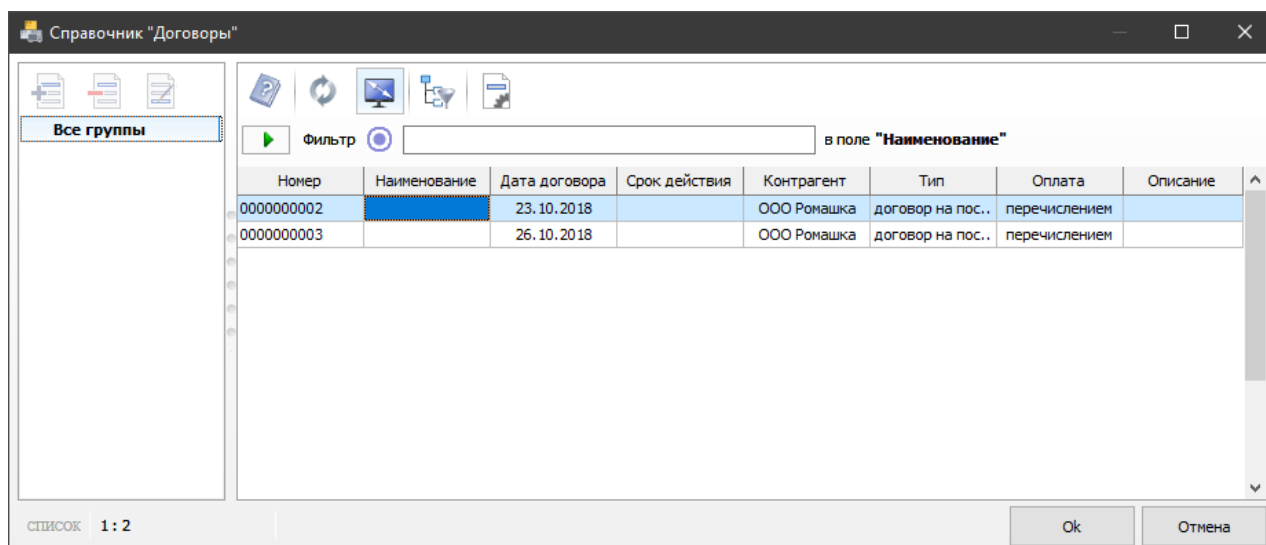 Справочник "Договоры"
Все группы
Фильтр в поле "Наименование"
Номер Наименование Дата договора Срок действия Контрагент Тип Оплата Описание
0000000002 23.10.2018 ООО Ромашка договор на пос.. перечислением
0000000003 26.10.2018 ООО Ромашка договор на пос.. перечислением
список 1:2 Ok Отмена